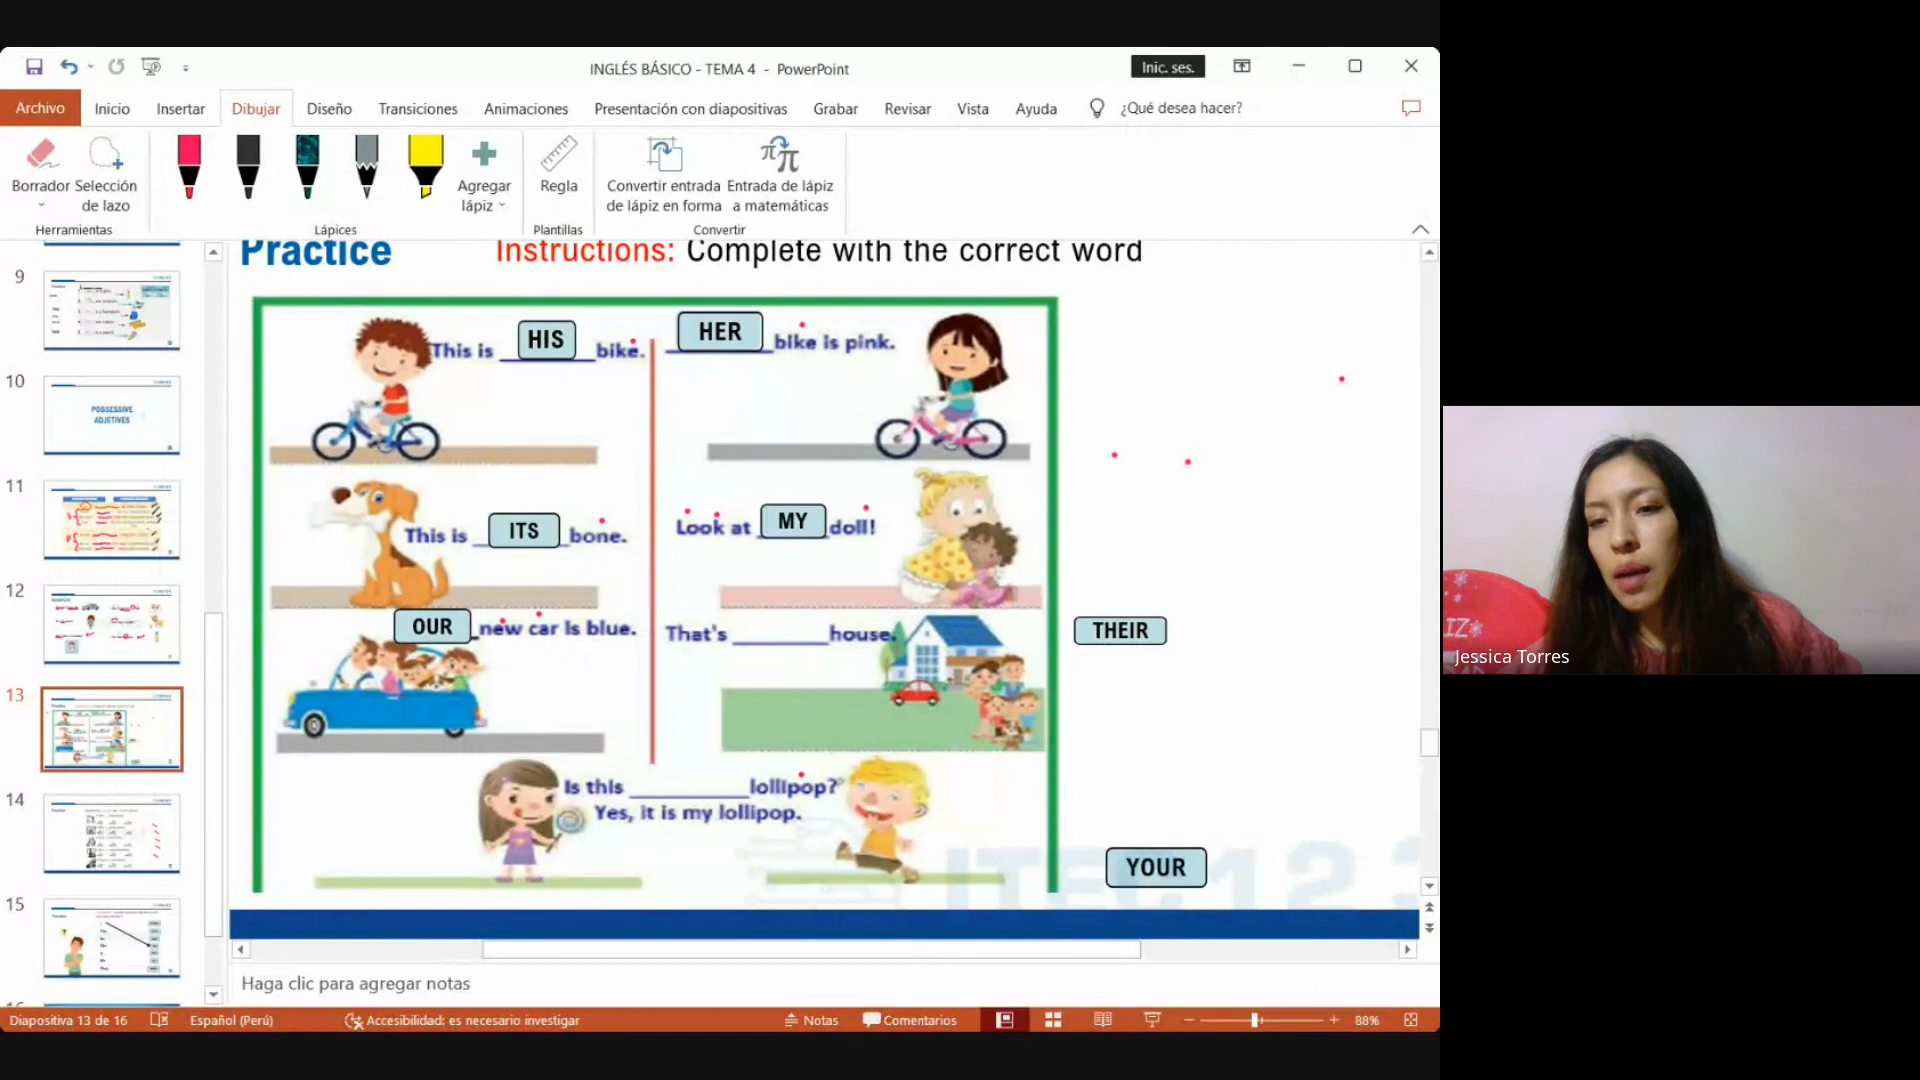 INGLÉS BÁSICO - TEMA 4 - PowerPoint
Inic. ses.
Archivo Inicio Insertar Dibujar Diseño Transiciones Animaciones Presentación con diapositivas Grabar Revisar Vista Ayuda ¿Qué desea hacer?
Borrador Selección de lazo
Agregar lápiz
Regla
Convertir entrada de lápiz en forma
Entrada de lápiz a matemáticas
Herramientas Lápices Plantillas Convertir
Practice Instructions: Complete with the correct word
This is HIS bike.
HER bike is pink.
This is ITS bone.
Look at MY doll!
OUR new car is blue.
That's ________ house.
THEIR
Is this __________ lollipop?
Yes, it is my lollipop.
YOUR
ITEC 12
9
10
POSSESSIVE
ADJETIVES
11
12
13
14
15
Jessica Torres
Haga clic para agregar notas
Diapositiva 13 de 16 Español (Perú) Accesibilidad: es necesario investigar Notas Comentarios 88%